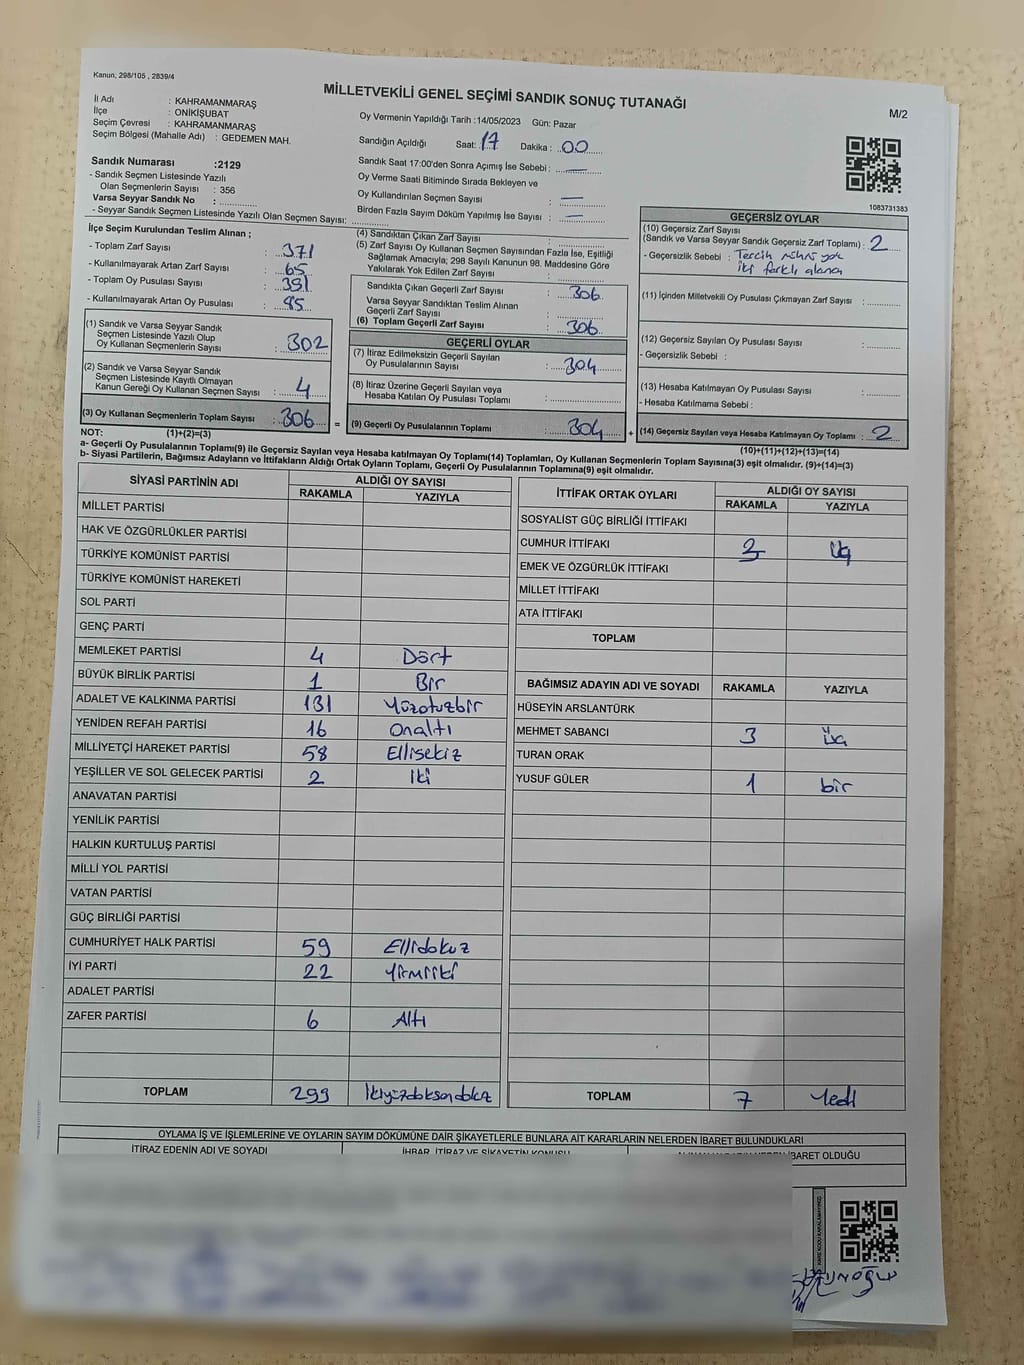 Kanun, 298/105 , 2839/4
MİLLETVEKİLİ GENEL SEÇİMİ SANDIK SONUÇ TUTANAĞI
M/2
İl Adı : KAHRAMANMARAŞ
İlçe : ONİKİŞUBAT
Seçim Çevresi : KAHRAMANMARAŞ
Seçim Bölgesi (Mahalle Adı) : GEDEMEN MAH.
Sandık Numarası :2129
- Sandık Seçmen Listesinde Yazılı
Olan Seçmenlerin Sayısı : 356
Varsa Seyyar Sandık No :
- Seyyar Sandık Seçmen Listesinde Yazılı Olan Seçmen Sayısı:
Oy Vermenin Yapıldığı Tarih :14/05/2023 Gün: Pazar
Sandığın Açıldığı Saat: 17 Dakika : 00
Sandık Saat 17:00'den Sonra Açımış İse Sebebi : —
Oy Verme Saati Bitiminde Sırada Bekleyen ve
Oy Kullandırılan Seçmen Sayısı : —
Birden Fazla Sayım Döküm Yapılmış İse Sayısı : —
1083731383
İlçe Seçim Kurulundan Teslim Alınan ;
- Toplam Zarf Sayısı : 371
- Kullanılmayarak Artan Zarf Sayısı : 65
- Toplam Oy Pusulası Sayısı : 391
- Kullanılmayarak Artan Oy Pusulası : 85
(1) Sandık ve Varsa Seyyar Sandık
Seçmen Listesinde Yazılı Olup
Oy Kullanan Seçmenlerin Sayısı : 302
(2) Sandık ve Varsa Seyyar Sandık
Seçmen Listesinde Kayıtlı Olmayan
Kanun Gereği Oy Kullanan Seçmen Sayısı : 4
(3) Oy Kullanan Seçmenlerin Toplam Sayısı : 306
(4) Sandıktan Çıkan Zarf Sayısı :
(5) Zarf Sayısı Oy Kullanan Seçmen Sayısından Fazla İse, Eşitliği
Sağlamak Amacıyla; 298 Sayılı Kanunun 98. Maddesine Göre
Yakılarak Yok Edilen Zarf Sayısı :
Sandıkta Çıkan Geçerli Zarf Sayısı : 306
Varsa Seyyar Sandıktan Teslim Alınan
Geçerli Zarf Sayısı :
(6) Toplam Geçerli Zarf Sayısı : 306
GEÇERLİ OYLAR
(7) İtiraz Edilmeksizin Geçerli Sayılan
Oy Pusulalarının Sayısı : 304
(8) İtiraz Üzerine Geçerli Sayılan veya
Hesaba Katılan Oy Pusulası Toplamı :
= (9) Geçerli Oy Pusulalarının Toplamı : 304
GEÇERSİZ OYLAR
(10) Geçersiz Zarf Sayısı
(Sandık ve Varsa Seyyar Sandık Geçersiz Zarf Toplamı) : 2
- Geçersizlik Sebebi : Tercih mührü yok
iki farklı alana
(11) İçinden Milletvekili Oy Pusulası Çıkmayan Zarf Sayısı :
(12) Geçersiz Sayılan Oy Pusulası Sayısı :
- Geçersizlik Sebebi :
(13) Hesaba Katılmayan Oy Pusulası Sayısı :
- Hesaba Katılmama Sebebi :
+ (14) Geçersiz Sayılan veya Hesaba Katılmayan Oy Toplamı : 2
NOT: (1)+(2)=(3)
(10)+(11)+(12)+(13)=(14)
a- Geçerli Oy Pusulalarının Toplamı(9) ile Geçersiz Sayılan veya Hesaba katılmayan Oy Toplamı(14) Toplamları, Oy Kullanan Seçmenlerin Toplam Sayısına(3) eşit olmalıdır. (9)+(14)=(3)
b- Siyasi Partilerin, Bağımsız Adayların ve İttifakların Aldığı Ortak Oyların Toplamı, Geçerli Oy Pusulalarının Toplamına(9) eşit olmalıdır.
SİYASİ PARTİNİN ADI
ALDIĞI OY SAYISI
RAKAMLA YAZIYLA
MİLLET PARTİSİ
HAK VE ÖZGÜRLÜKLER PARTİSİ
TÜRKİYE KOMÜNİST PARTİSİ
TÜRKİYE KOMÜNİST HAREKETİ
SOL PARTİ
GENÇ PARTİ
MEMLEKET PARTİSİ 4 Dört
BÜYÜK BİRLİK PARTİSİ 1 Bir
ADALET VE KALKINMA PARTİSİ 131 Yüzotuzbir
YENİDEN REFAH PARTİSİ 16 Onaltı
MİLLİYETÇİ HAREKET PARTİSİ 58 Ellisekiz
YEŞİLLER VE SOL GELECEK PARTİSİ 2 İki
ANAVATAN PARTİSİ
YENİLİK PARTİSİ
HALKIN KURTULUŞ PARTİSİ
MİLLİ YOL PARTİSİ
VATAN PARTİSİ
GÜÇ BİRLİĞİ PARTİSİ
CUMHURİYET HALK PARTİSİ 59 Ellidokuz
İYİ PARTİ 22 Yirmiiki
ADALET PARTİSİ
ZAFER PARTİSİ 6 Altı
TOPLAM 299 İkiyüzdoksandokuz
İTTİFAK ORTAK OYLARI
ALDIĞI OY SAYISI
RAKAMLA YAZIYLA
SOSYALİST GÜÇ BİRLİĞİ İTTİFAKI
CUMHUR İTTİFAKI 3 Üç
EMEK VE ÖZGÜRLÜK İTTİFAKI
MİLLET İTTİFAKI
ATA İTTİFAKI
TOPLAM
BAĞIMSIZ ADAYIN ADI VE SOYADI RAKAMLA YAZIYLA
HÜSEYİN ARSLANTÜRK
MEHMET SABANCI 3 Üç
TURAN ORAK
YUSUF GÜLER 1 bir
TOPLAM 7 Yedi
OYLAMA İŞ VE İŞLEMLERİNE VE OYLARIN SAYIM DÖKÜMÜNE DAİR ŞİKAYETLERLE BUNLARA AİT KARARLARIN NELERDEN İBARET BULUNDUKLARI
İTİRAZ EDENİN ADI VE SOYADI
İHBAR, İTİRAZ VE ŞİKAYETİN KONUSU
İBARET OLDUĞU